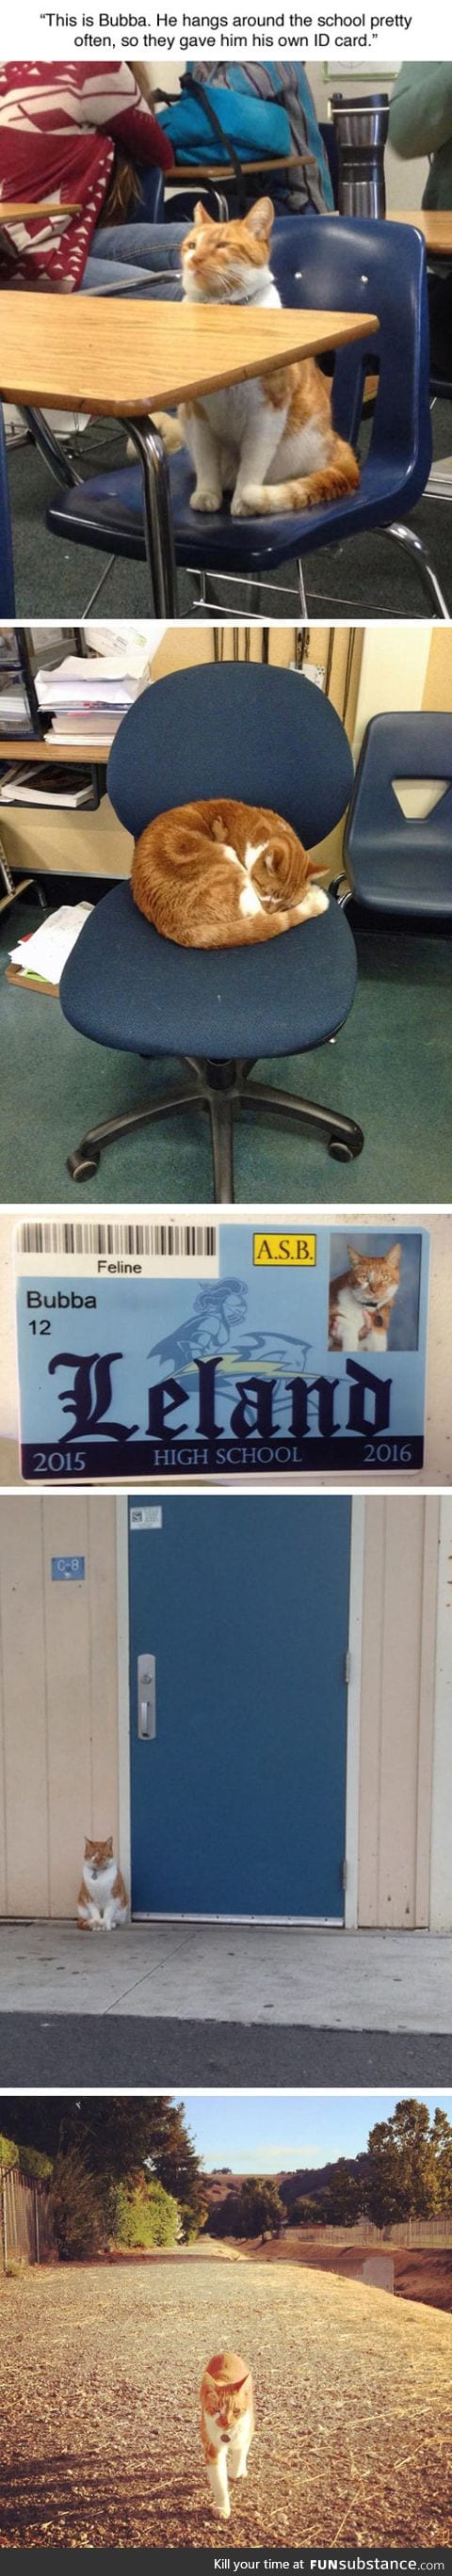 “This is Bubba. He hangs around the school pretty
often, so they gave him his own ID card.”
Feline
A.S.B.
Bubba
12
Leland
2015 HIGH SCHOOL 2016
C-8
Kill your time at FUNsubstance.com